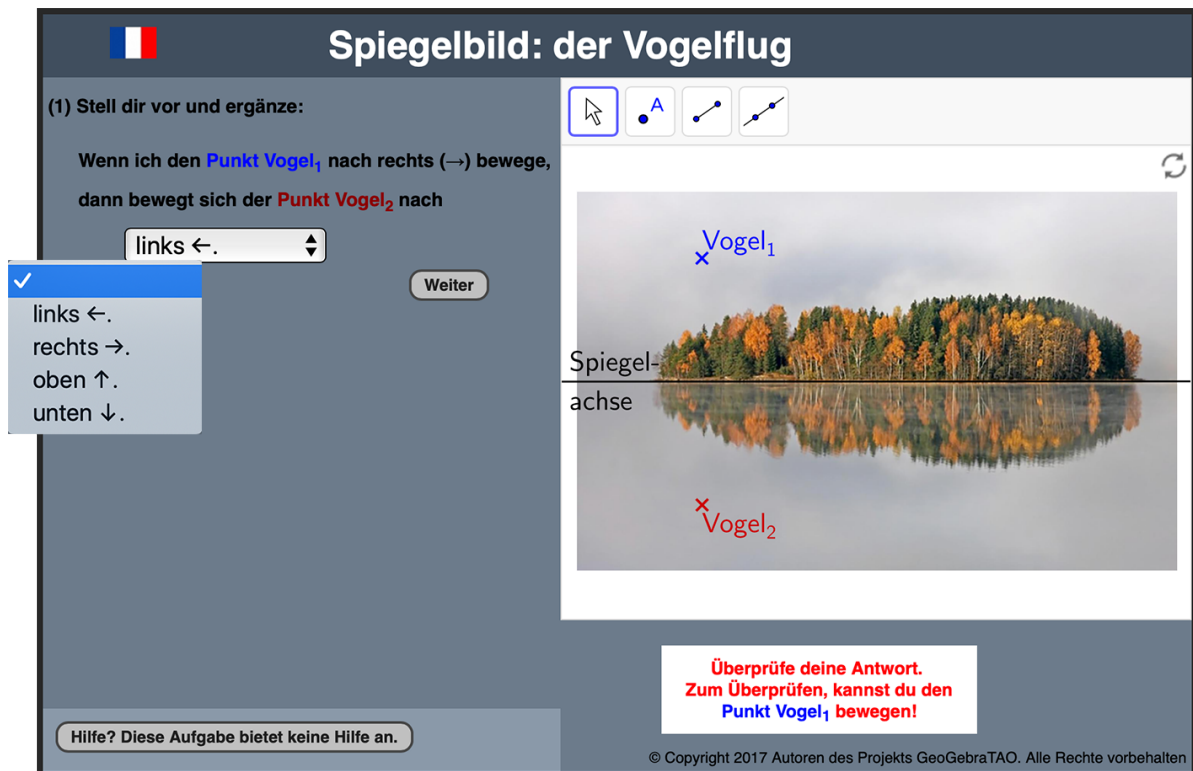 Spiegelbild: der Vogelflug
(1) Stell dir vor und ergänze:
Wenn ich den Punkt Vogel₁ nach rechts (→) bewege,
dann bewegt sich der Punkt Vogel₂ nach
links ←.
✓
links ←.
rechts →.
oben ↑.
unten ↓.
Weiter
A
Vogel₁
Spiegel-
achse
Vogel₂
Überprüfe deine Antwort.
Zum Überprüfen, kannst du den
Punkt Vogel₁ bewegen!
Hilfe? Diese Aufgabe bietet keine Hilfe an.
© Copyright 2017 Autoren des Projekts GeoGebraTAO. Alle Rechte vorbehalten